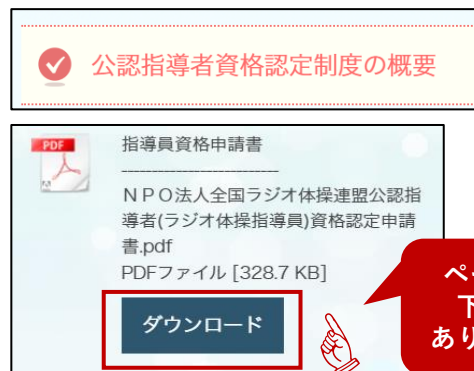 公認指導者資格認定制度の概要
PDF
指導員資格申請書
--------------------------
NPO法人全国ラジオ体操連盟公認指
導者(ラジオ体操指導員)資格認定申請
書.pdf
PDFファイル [328.7 KB]
ダウンロード
ペ
下
あり